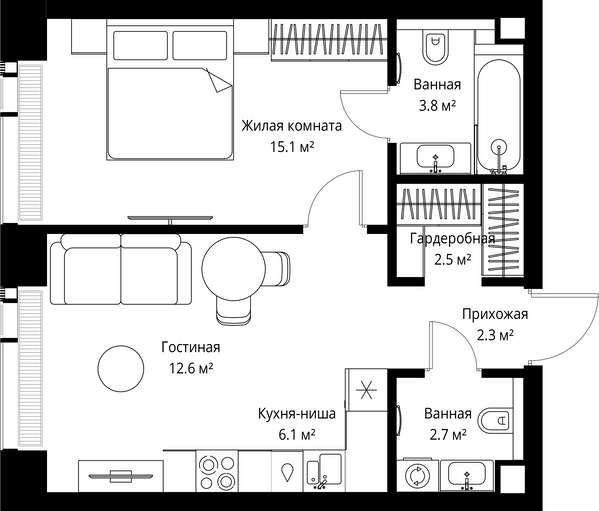 Ванная
3.8 м²
Жилая комната
15.1 м²
Гардеробная
2.5 м²
Прихожая
2.3 м²
Гостиная
12.6 м²
Кухня-ниша
6.1 м²
Ванная
2.7 м²